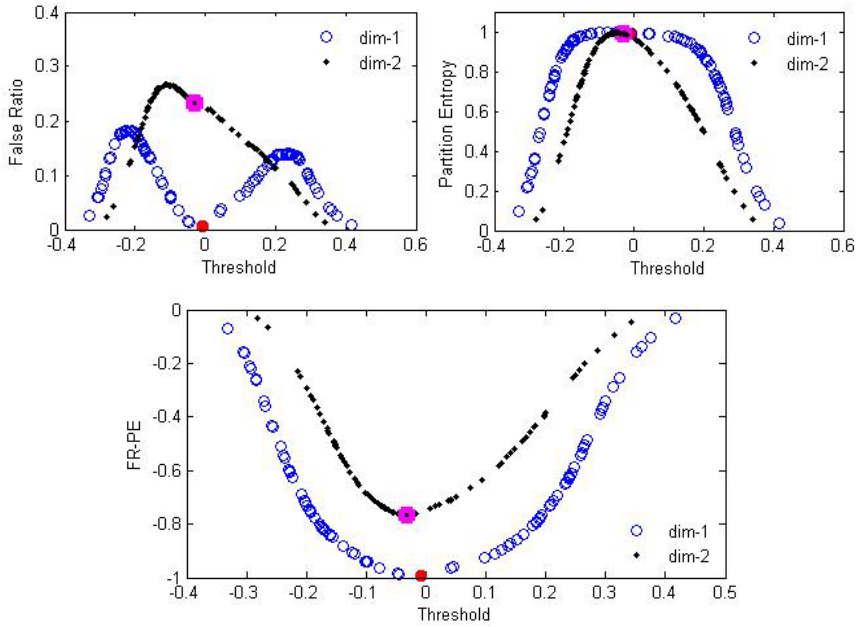 0.4
0.3
0.2
0.1
0
-0.4 -0.2 0 0.2 0.4 0.6
False Ratio
Threshold
dim-1
dim-2
1
0.8
0.6
0.4
0.2
0
-0.4 -0.2 0 0.2 0.4 0.6
Partition Entropy
Threshold
dim-1
dim-2
0
-0.2
-0.4
-0.6
-0.8
-1
-0.4 -0.3 -0.2 -0.1 0 0.1 0.2 0.3 0.4 0.5
FR-PE
Threshold
dim-1
dim-2